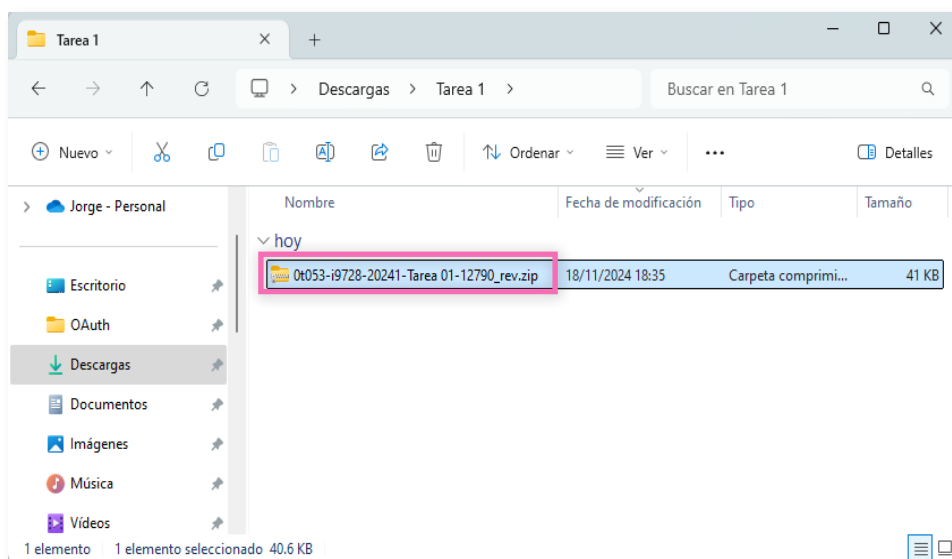 Tarea 1
Descargas > Tarea 1 >
Buscar en Tarea 1
Nuevo
Ordenar
Ver
Detalles
Jorge - Personal
Nombre
Fecha de modificación
Tipo
Tamaño
hoy
0t053-i9728-20241-Tarea 01-12790_rev.zip
18/11/2024 18:35
Carpeta comprimi...
41 KB
Escritorio
OAuth
Descargas
Documentos
Imágenes
Música
Vídeos
1 elemento
1 elemento seleccionado 40.6 KB